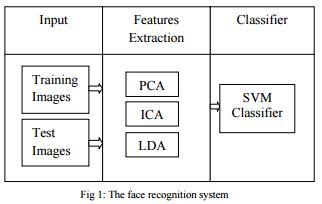 Input
Features
Extraction
Classifier
Training
Images
Test
Images
PCA
ICA
LDA
SVM
Classifier
Fig 1: The face recognition system